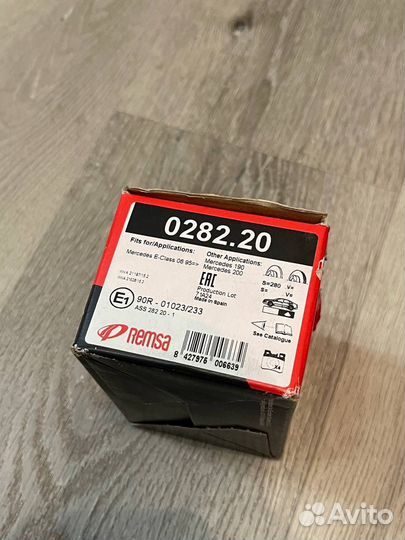 0282.20
Fits for/Applications:
Mercedes E-Class 06.95=>
Other Applications:
Mercedes 190
Mercedes 200
S=280 V=
S= V=
EAC
Production Lot
Made in Spain
See Catalogue
X4
E1
90R - 01023/233
ASS 282 20 - 1
Remsa
8 427976 006639
Avito